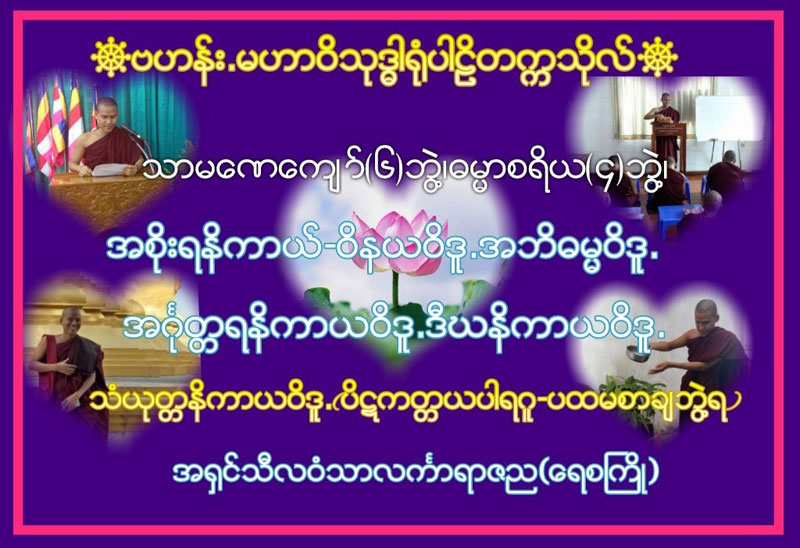 ဗဟန်း.မဟာဝိသုဒ္ဓါရုံပါဠိတက္ကသိုလ်
သာမဏေကျော်(၆)ဘွဲ့၊ဓမ္မာစရိယ(၄)ဘွဲ့၊
အစိုးရနိကာယ်-ဝိနယဝိဒူ.အဘိဓမ္မဝိဒူ.
အင်္ဂုတ္တရနိကာယဝိဒူ.ဒီဃနိကာယဝိဒူ.
သံယုတ္တနိကာယဝိဒူ.(ပိဋကတ္တယပါရဂူ-ပထမစာချဘွဲ့ရ)
အရှင်သီလဝံသာလင်္ကာရာဇည(ရေစကြို)